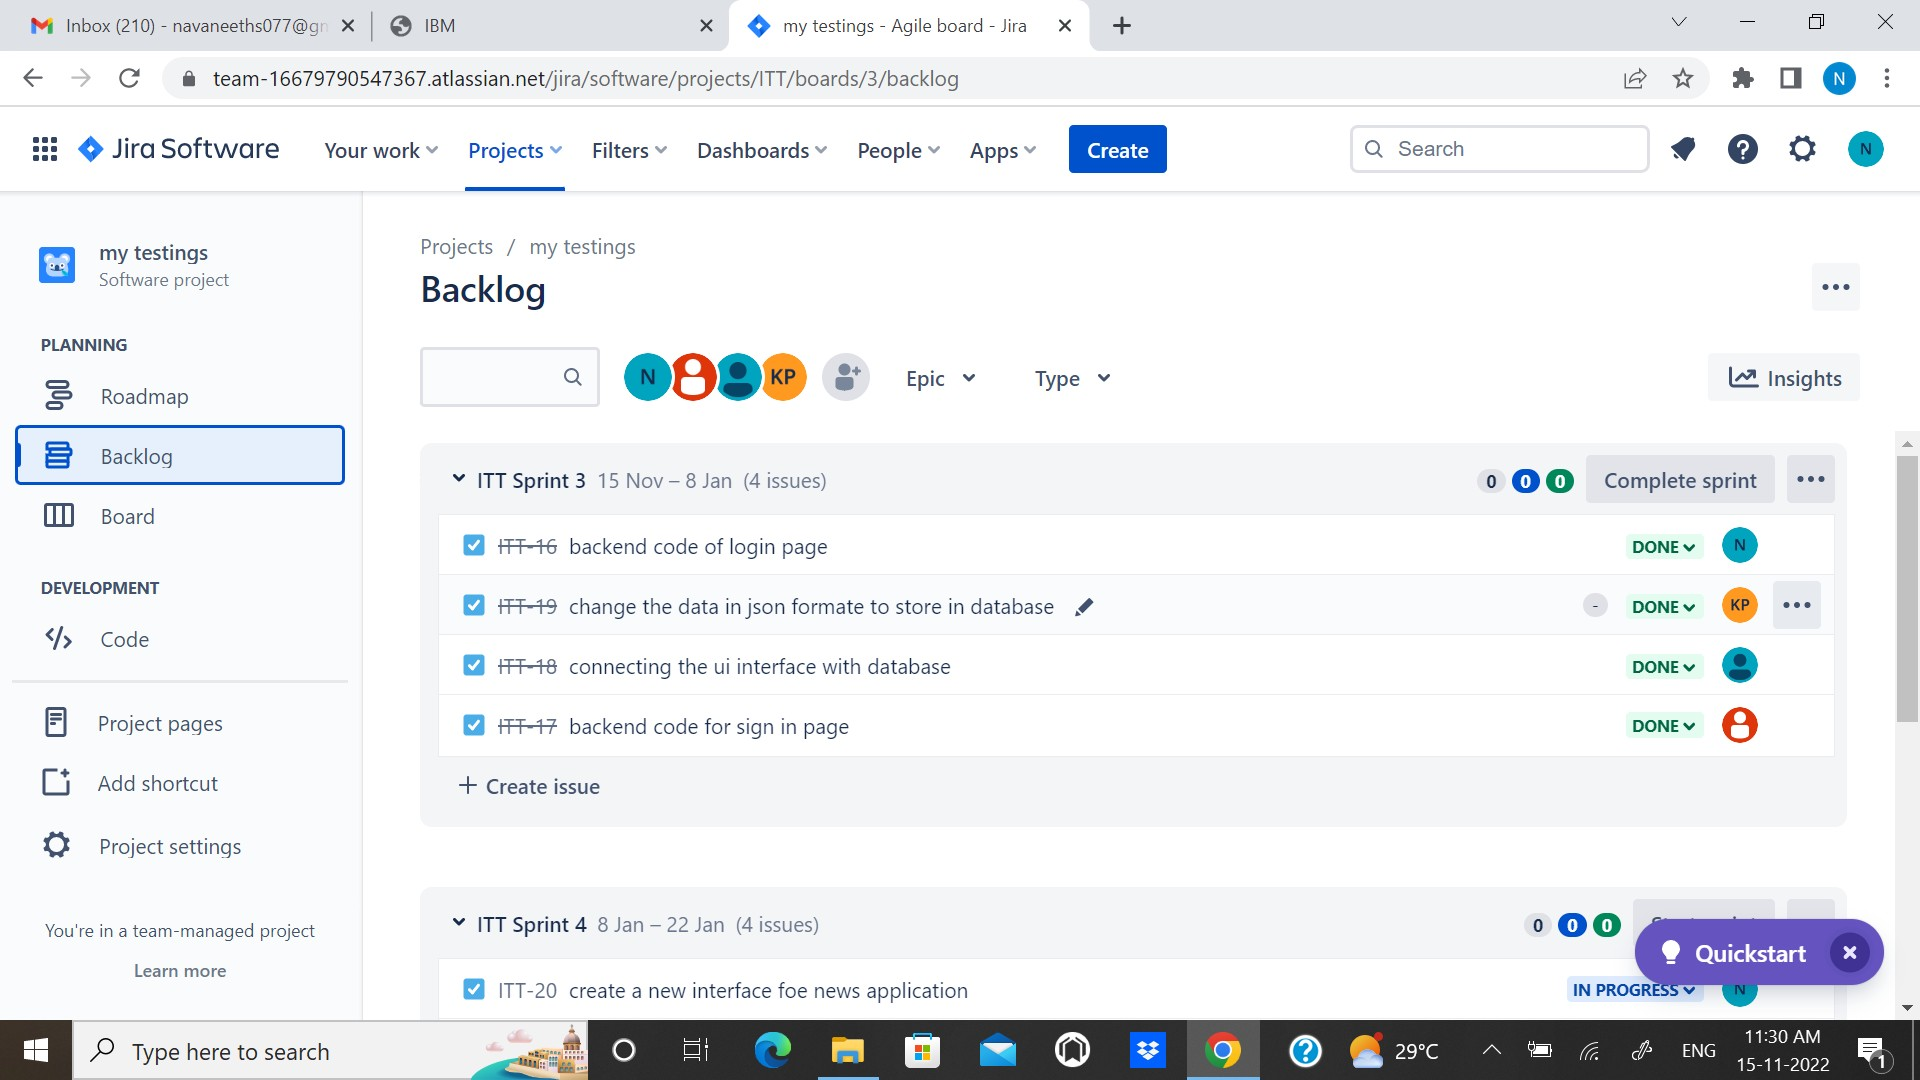 Inbox (210) - navaneeths077@gn
IBM
my testings - Agile board - Jira
team-16679790547367.atlassian.net/jira/software/projects/ITT/boards/3/backlog
N
Jira Software
Your work
Projects
Filters
Dashboards
People
Apps
Create
Search
N
my testings
Software project
PLANNING
Roadmap
Backlog
Board
DEVELOPMENT
Code
Project pages
Add shortcut
Project settings
You're in a team-managed project
Learn more
Projects / my testings
Backlog
N
KP
Epic
Type
Insights
ITT Sprint 3 15 Nov – 8 Jan (4 issues)
0 0 0
Complete sprint
ITT-16 backend code of login page DONE N
ITT-19 change the data in json formate to store in database - DONE KP
ITT-18 connecting the ui interface with database DONE
ITT-17 backend code for sign in page DONE
+ Create issue
ITT Sprint 4 8 Jan – 22 Jan (4 issues)
0 0 0
Quickstart
ITT-20 create a new interface foe news application IN PROGRESS N
Type here to search
29°C
ENG
11:30 AM
15-11-2022
1